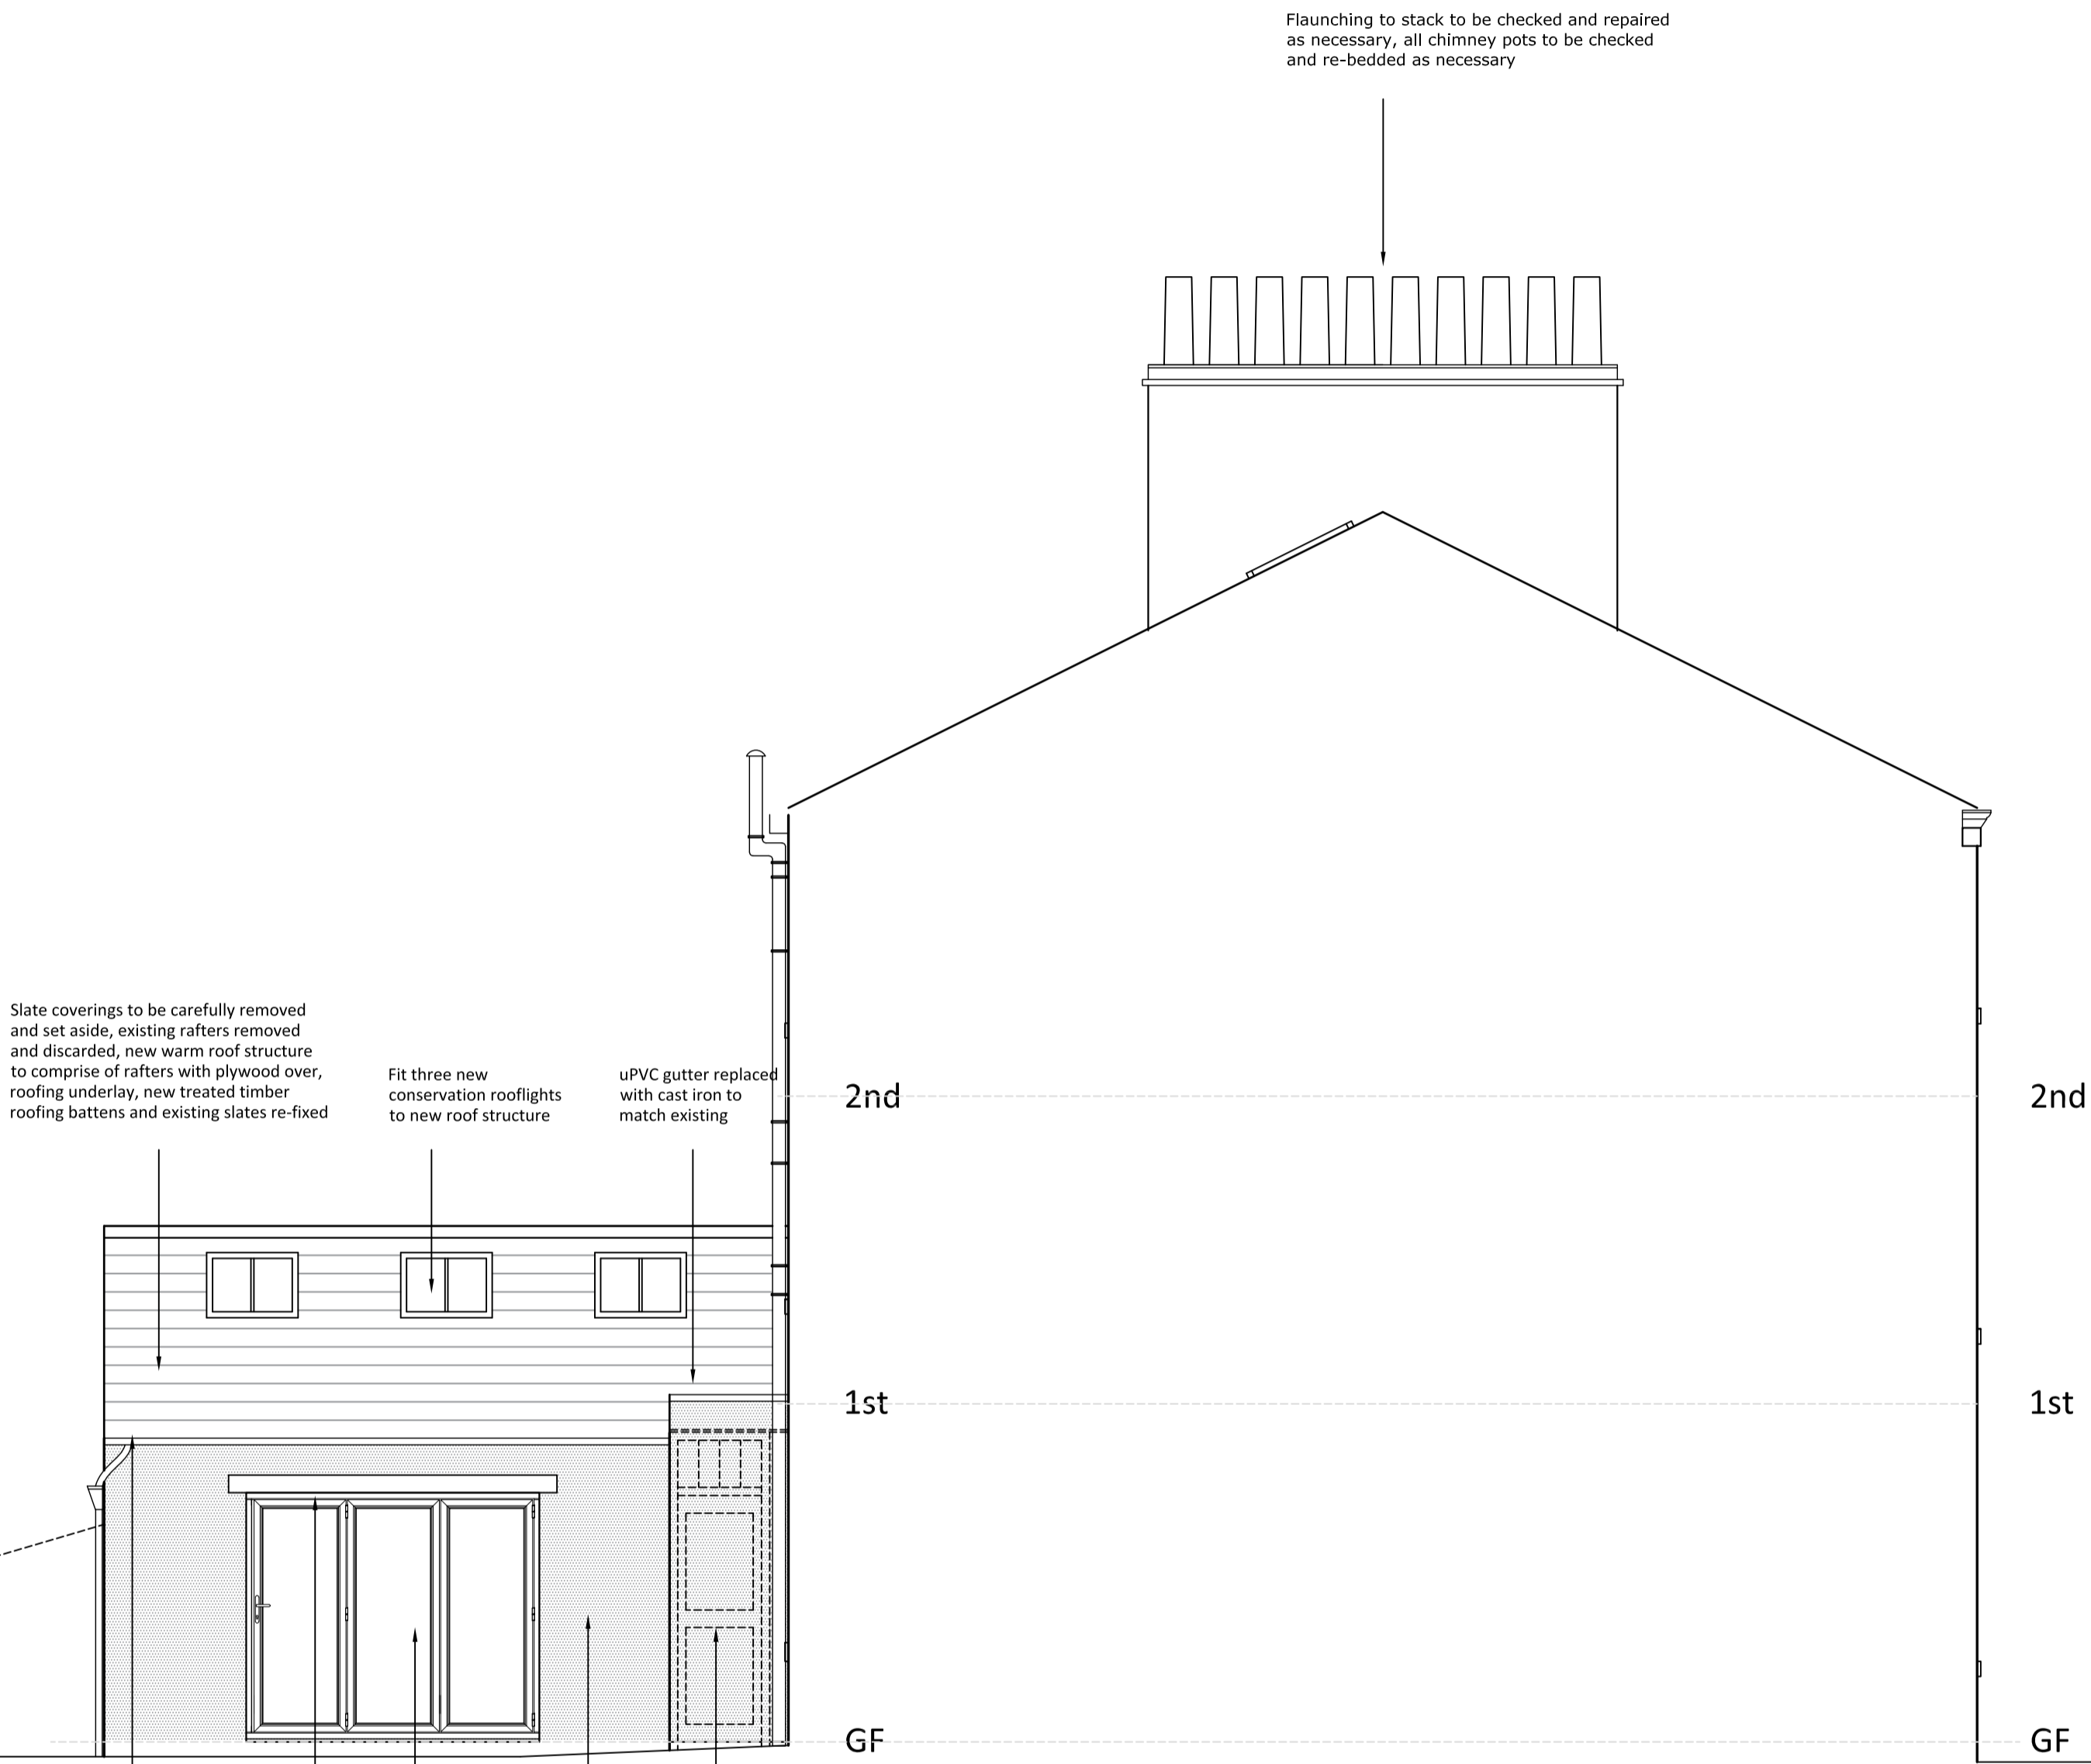 Flaunching to stack to be checked and repaired
as necessary, all chimney pots to be checked
and re-bedded as necessary
Slate coverings to be carefully removed
and set aside, existing rafters removed
and discarded, new warm roof structure
to comprise of rafters with plywood over,
roofing underlay, new treated timber
roofing battens and existing slates re-fixed
Fit three new
conservation rooflights
to new roof structure
uPVC gutter replaced
with cast iron to
match existing
2nd
2nd
1st
1st
GF
GF